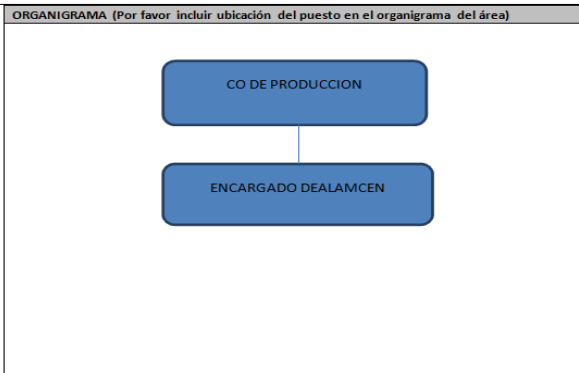 ORGANIGRAMA (Por favor incluir ubicación del puesto en el organigrama del área)
CO DE PRODUCCION
ENCARGADO DEALAMCEN